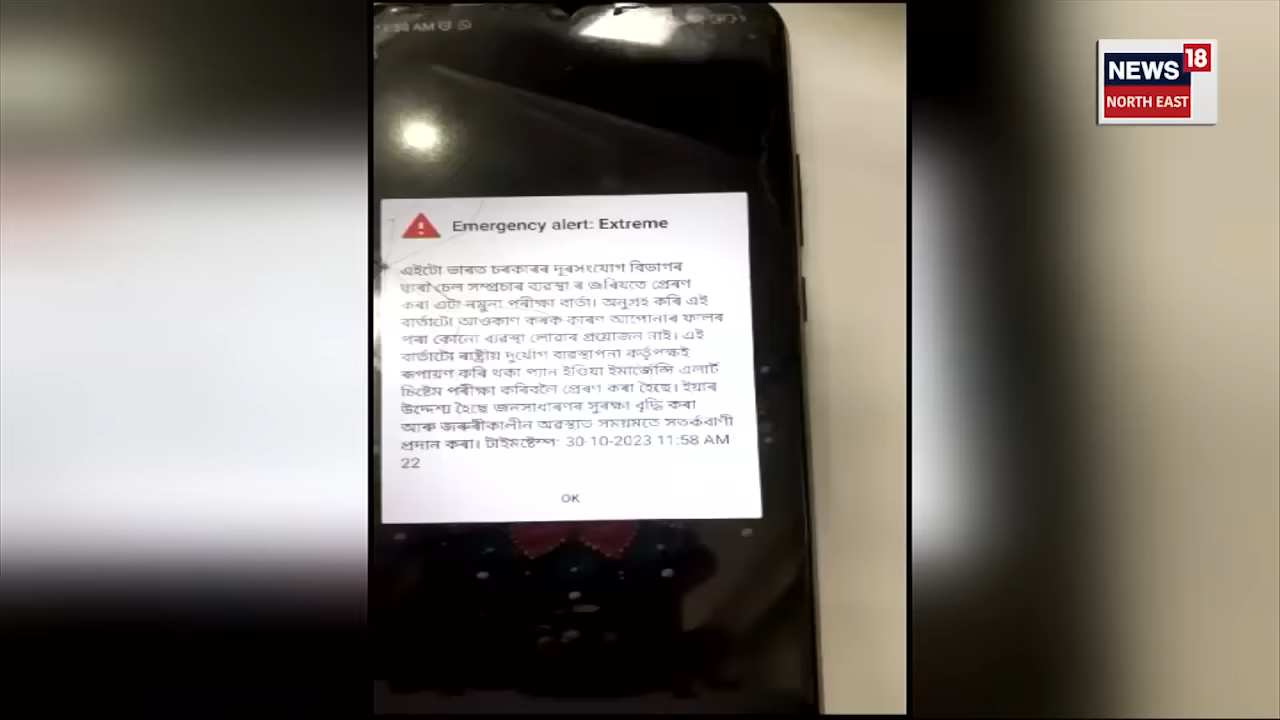 11:58 AM
NEWS 18
NORTH EAST
Emergency alert: Extreme
এইটো ভাৰত চৰকাৰৰ দূৰসংযোগ বিভাগৰ
দ্বাৰা চেল সম্প্ৰচাৰ ব্যৱস্থা ৰ জৰিয়তে প্ৰেৰণ
কৰা এটা নমুনা পৰীক্ষা বাৰ্তা। অনুগ্ৰহ কৰি এই
বাৰ্তাটো আওকাণ কৰক কাৰণ আপোনাৰ ফালৰ
পৰা কোনো ব্যৱস্থা লোৱাৰ প্ৰয়োজন নাই। এই
বাৰ্তাটো ৰাষ্ট্ৰীয় দুৰ্যোগ ব্যৱস্থাপনা কৰ্তৃপক্ষই
ৰূপায়ণ কৰি থকা প্যান ইণ্ডিয়া ইমাৰ্জেন্সি এলাৰ্ট
চিষ্টেম পৰীক্ষা কৰিবলৈ প্ৰেৰণ কৰা হৈছে। ইয়াৰ
উদ্দেশ্য হৈছে জনসাধাৰণৰ সুৰক্ষা বৃদ্ধি কৰা
আৰু জৰুৰীকালীন অৱস্থাত সময়মতে সতৰ্কবাণী
প্ৰদান কৰা। টাইমষ্টেম্প: 30-10-2023 11:58 AM
22
OK